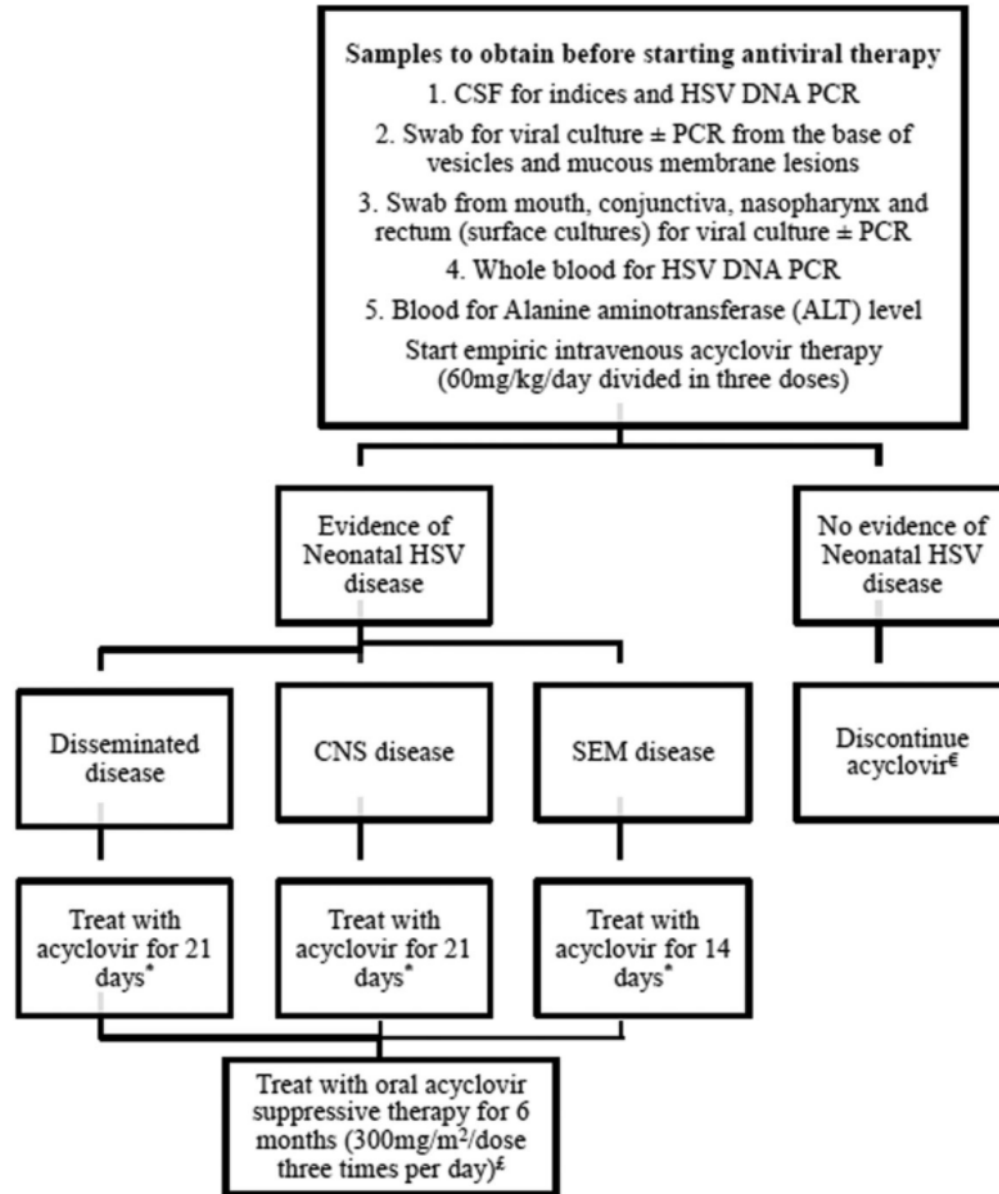 Samples to obtain before starting antiviral therapy
1. CSF for indices and HSV DNA PCR
2. Swab for viral culture ± PCR from the base of
vesicles and mucous membrane lesions
3. Swab from mouth, conjunctiva, nasopharynx and
rectum (surface cultures) for viral culture ± PCR
4. Whole blood for HSV DNA PCR
5. Blood for Alanine aminotransferase (ALT) level
Start empiric intravenous acyclovir therapy
(60mg/kg/day divided in three doses)
Evidence of
Neonatal HSV
disease
No evidence of
Neonatal HSV
disease
Disseminated
disease
CNS disease
SEM disease
Discontinue
acyclovir€
Treat with
acyclovir for 21
days*
Treat with
acyclovir for 21
days*
Treat with
acyclovir for 14
days*
Treat with oral acyclovir
suppressive therapy for 6
months (300mg/m²/dose
three times per day)£